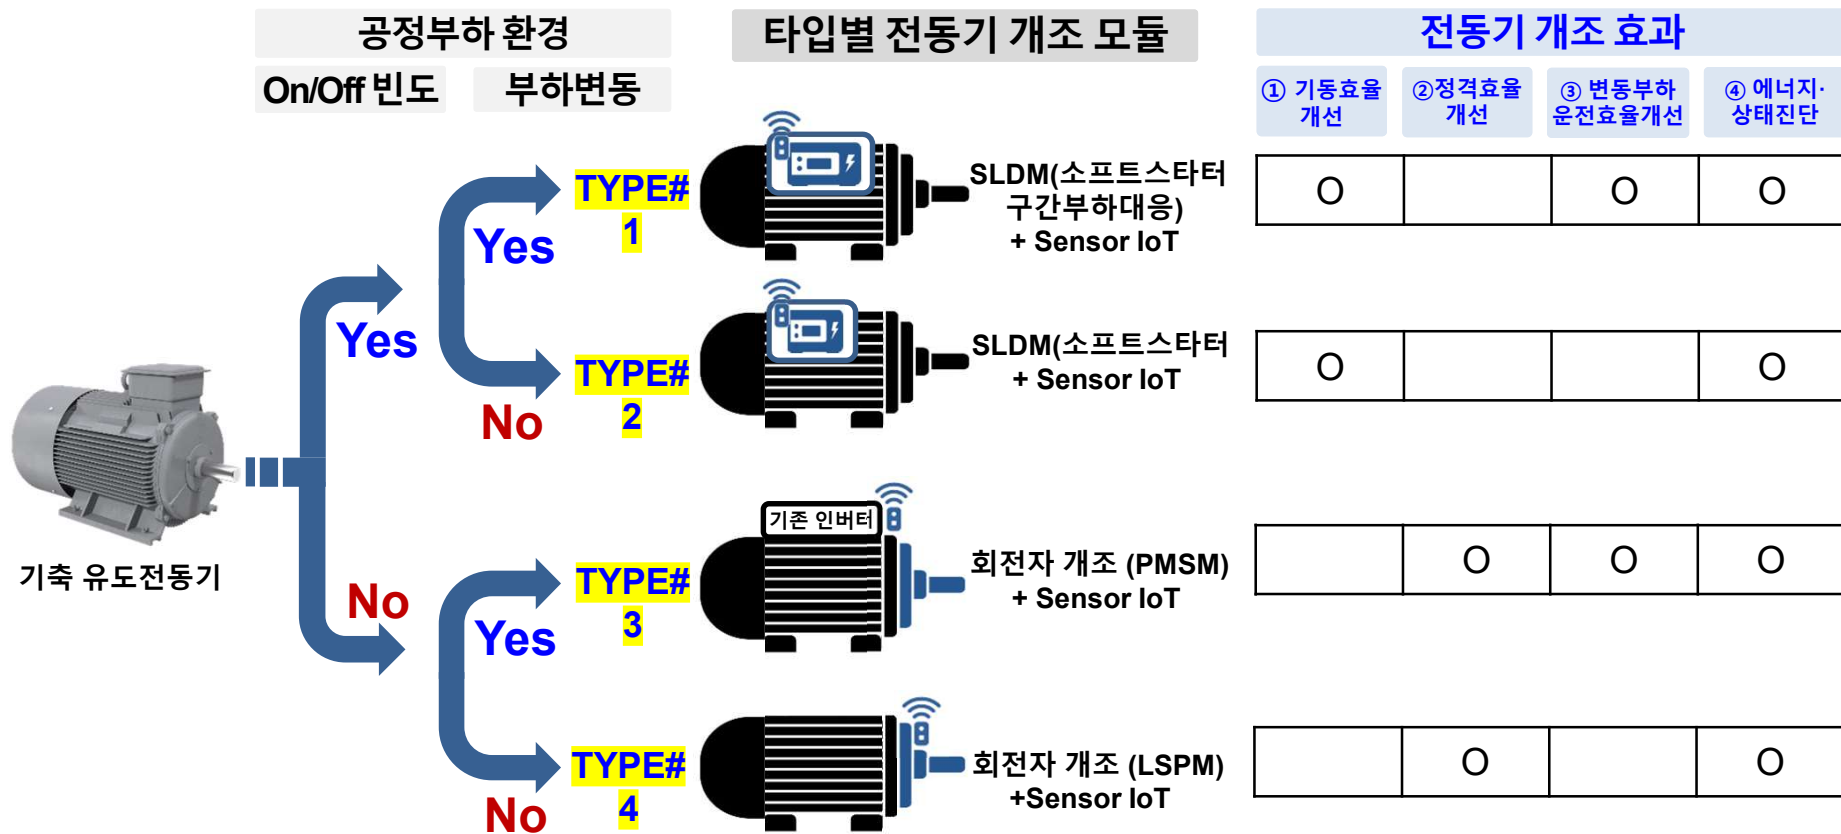 공정부하 환경
타입별 전동기 개조 모듈
전동기 개조 효과
On/Off 빈도
부하변동
① 기동효율
개선
②정격효율
개선
③ 변동부하
운전효율개선
④ 에너지·
상태진단
Yes
Yes
TYPE#
1
SLDM(소프트스타터
구간부하대응)
+ Sensor IoT
O
O
O
No
TYPE#
2
SLDM(소프트스타터
+ Sensor IoT
O
O
기축 유도전동기
No
Yes
TYPE#
3
기존 인버터
회전자 개조 (PMSM)
+ Sensor IoT
O
O
O
No
TYPE#
4
회전자 개조 (LSPM)
+Sensor IoT
O
O